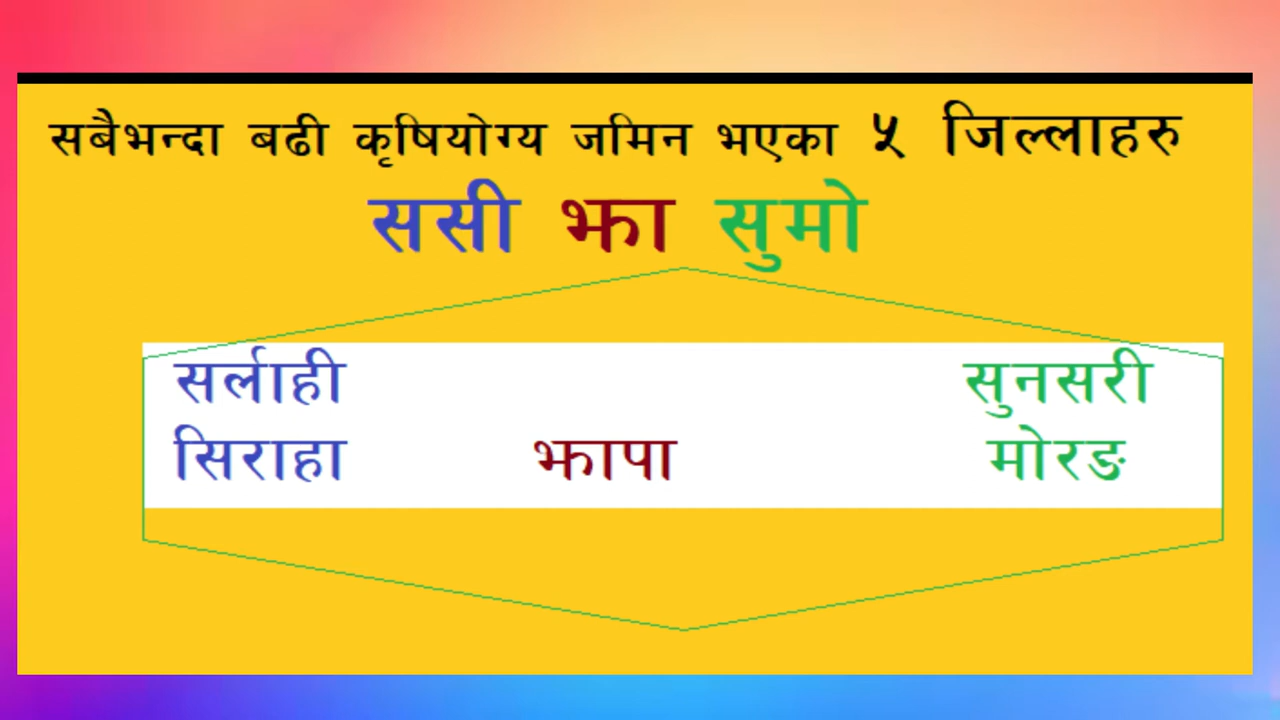 सबैभन्दा बढी कृषियोग्य जमिन भएका ५ जिल्लाहरु
ससी झा सुमो
सर्लाही सुनसरी
सिराहा झापा मोरङ